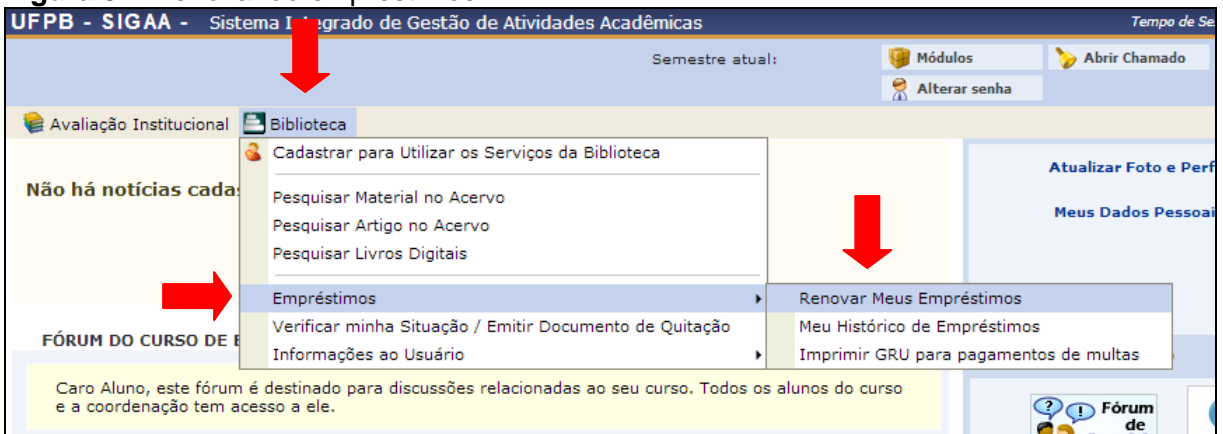 UFPB - SIGAA - Sistema Integrado de Gestão de Atividades Acadêmicas
Tempo de Se
Semestre atual:
Módulos
Abrir Chamado
Alterar senha
Avaliação Institucional
Biblioteca
Cadastrar para Utilizar os Serviços da Biblioteca
Não há notícias cada
Pesquisar Material no Acervo
Pesquisar Artigo no Acervo
Pesquisar Livros Digitais
Atualizar Foto e Perf
Meus Dados Pessoai
Empréstimos
Renovar Meus Empréstimos
Verificar minha Situação / Emitir Documento de Quitação
Meu Histórico de Empréstimos
Informações ao Usuário
Imprimir GRU para pagamentos de multas
FÓRUM DO CURSO DE
Caro Aluno, este fórum é destinado para discussões relacionadas ao seu curso. Todos os alunos do curso
e a coordenação tem acesso a ele.
Fórum
de